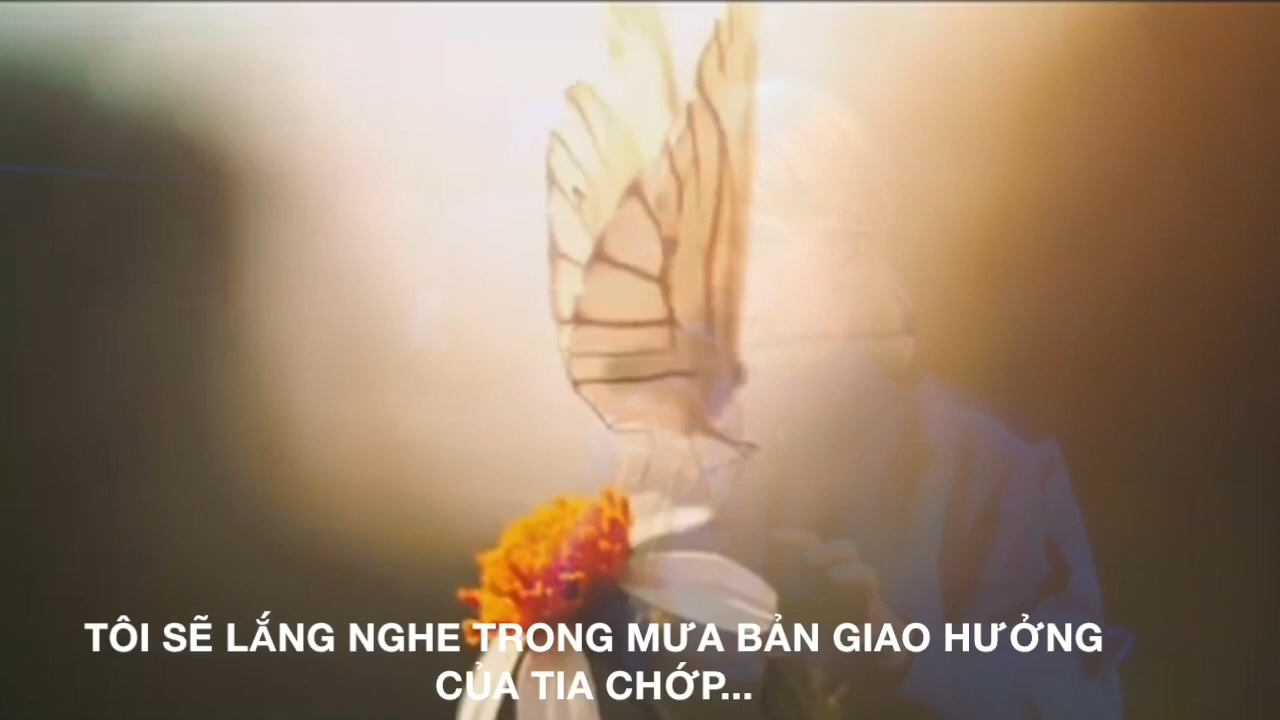 TÔI SẼ LẮNG NGHE TRONG MƯA BẢN GIAO HƯỞNG
CỦA TIA CHỚP...